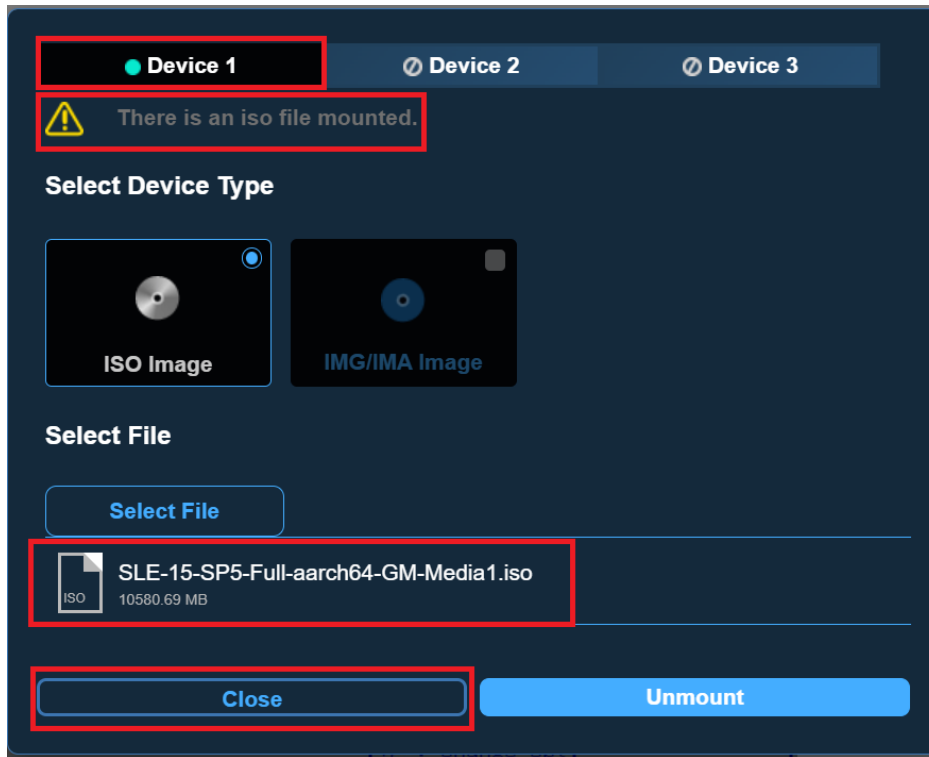 Device 1
Device 2
Device 3
There is an iso file mounted.
Select Device Type
ISO Image
IMG/IMA Image
Select File
Select File
ISO
SLE-15-SP5-Full-aarch64-GM-Media1.iso
10580.69 MB
Close
Unmount